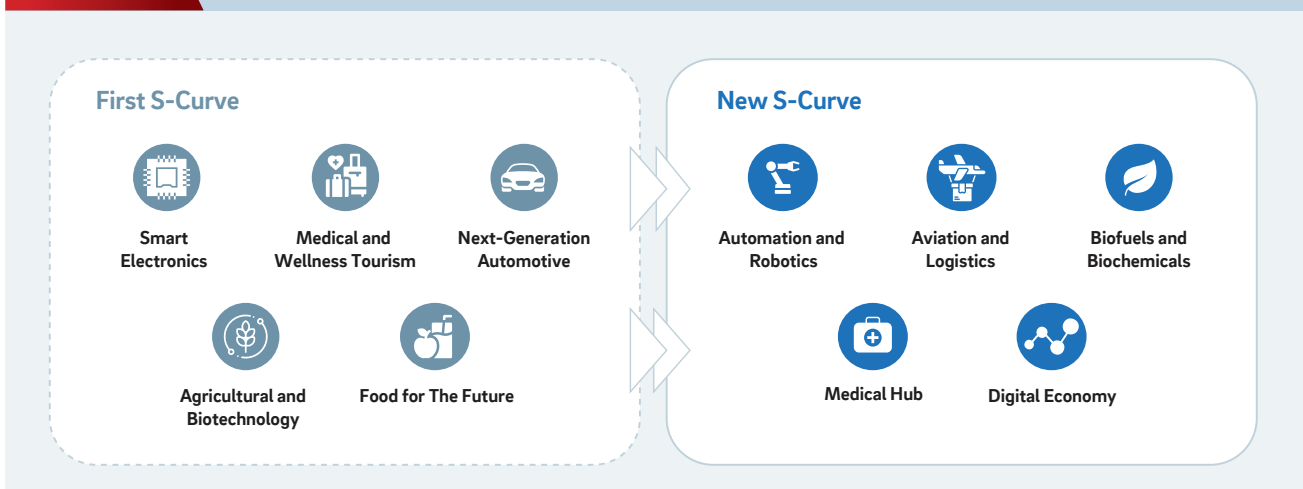 First S-Curve
Smart
Electronics
Medical and
Wellness Tourism
Next-Generation
Automotive
Agricultural and
Biotechnology
Food for The Future
New S-Curve
Automation and
Robotics
Aviation and
Logistics
Biofuels and
Biochemicals
Medical Hub
Digital Economy